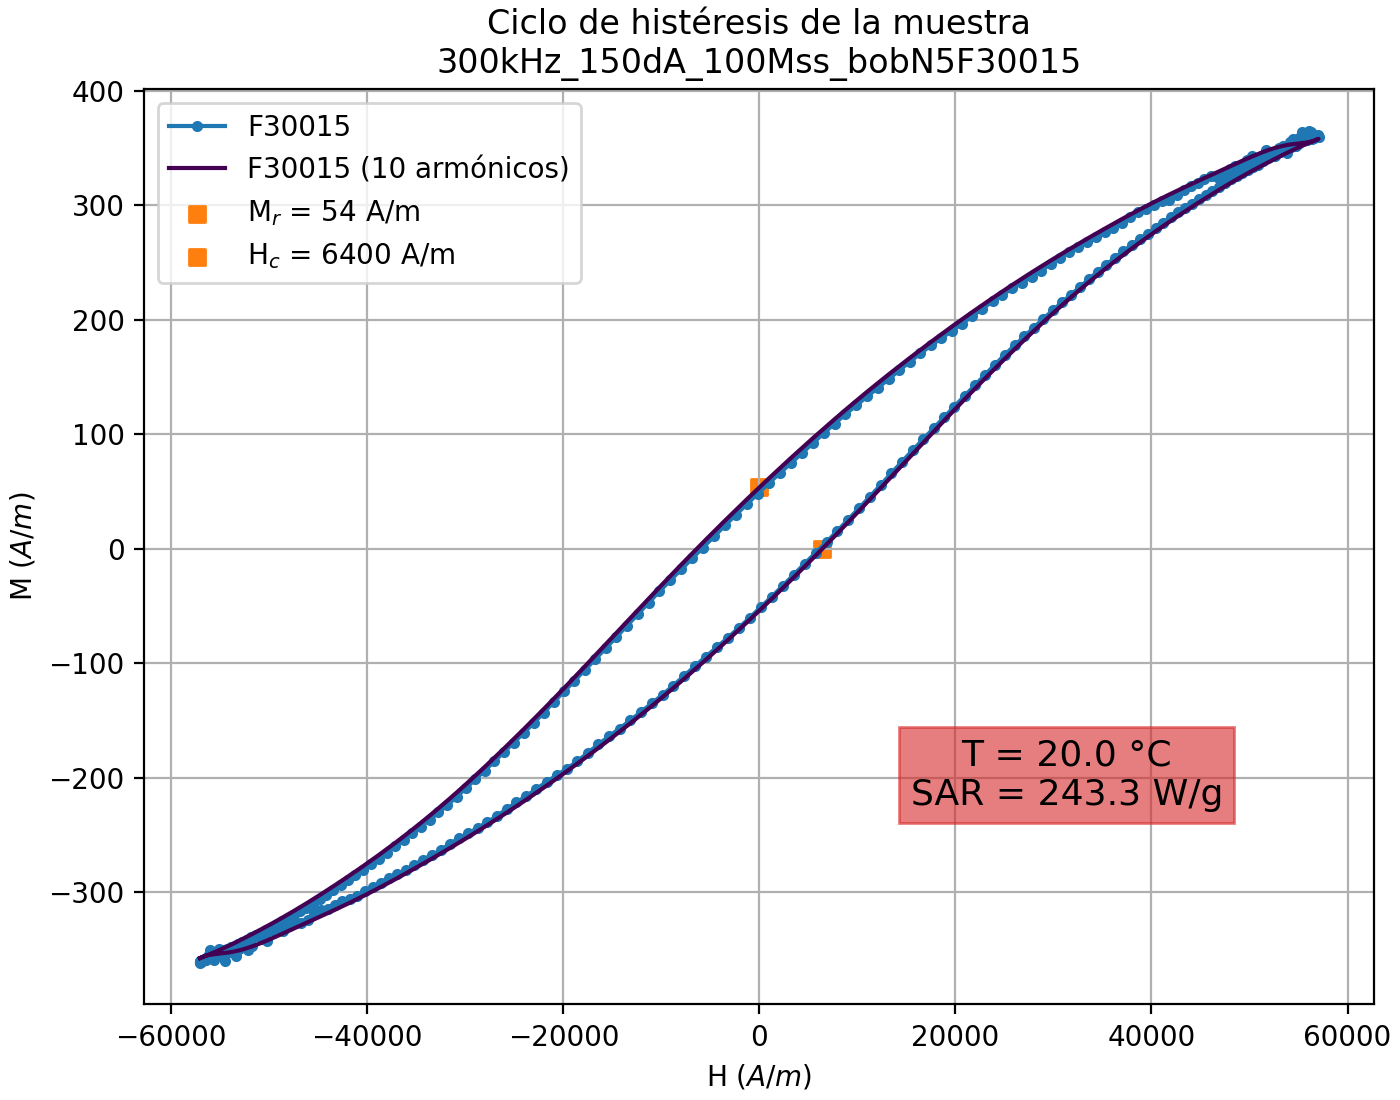 Ciclo de histéresis de la muestra
300kHz_150dA_100Mss_bobN5F30015
F30015
F30015 (10 armónicos)
Mr = 54 A/m
Hc = 6400 A/m
400
300
200
100
0
−100
−200
−300
M (A/m)
T = 20.0 °C
SAR = 243.3 W/g
−60000 −40000 −20000 0 20000 40000 60000
H (A/m)